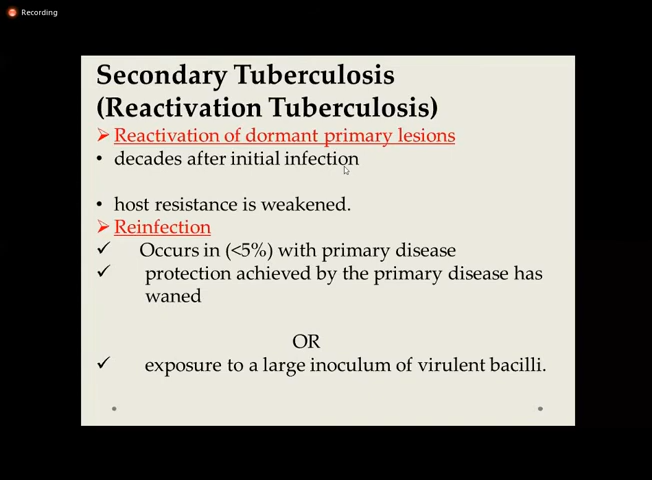 Recording
Secondary Tuberculosis
(Reactivation Tuberculosis)
➢ Reactivation of dormant primary lesions
• decades after initial infection
• host resistance is weakened.
➢ Reinfection
✓ Occurs in (<5%) with primary disease
✓ protection achieved by the primary disease has
waned
OR
✓ exposure to a large inoculum of virulent bacilli.